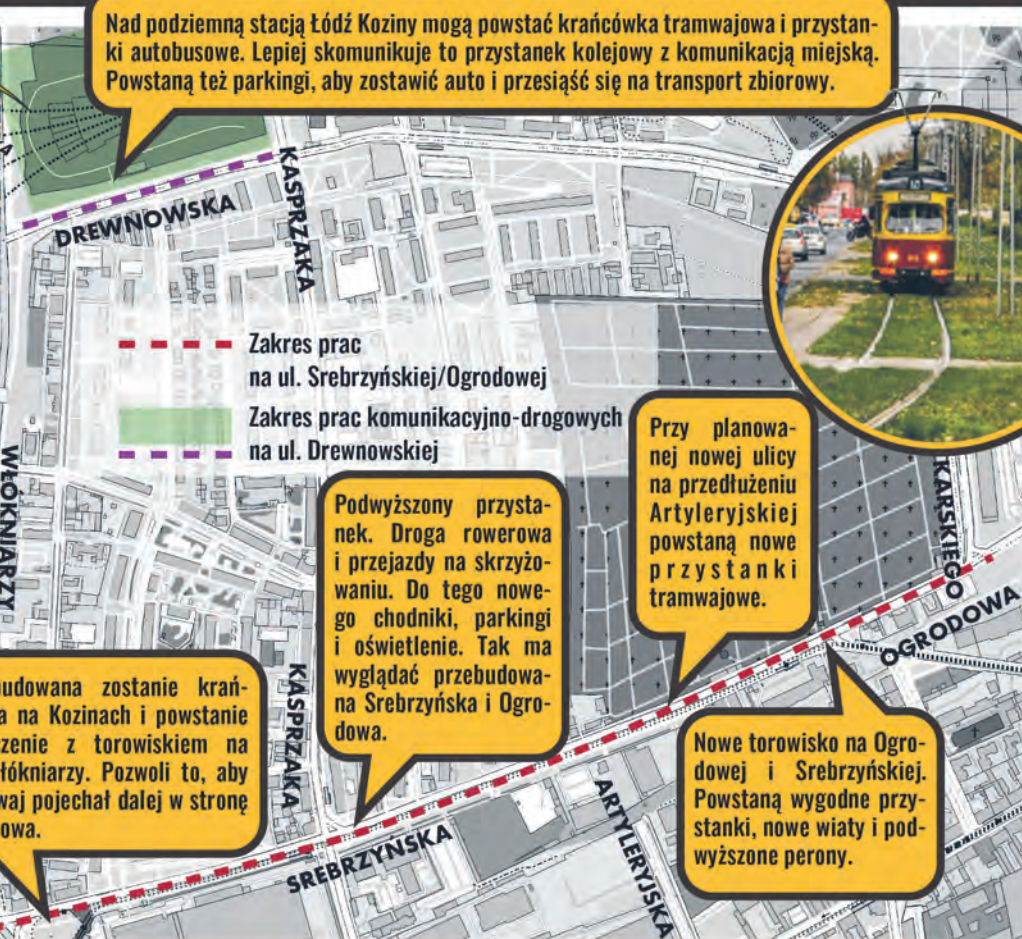 Nad podziemną stacją Łódź Koziny mogą powstać krańcówka tramwajowa i przystan-
ki autobusowe. Lepiej skomunikuje to przystanek kolejowy z komunikacją miejską.
Powstaną też parkingi, aby zostawić auto i przesiąść się na transport zbiorowy.
DREWNOWSKA
KASPRZAKA
Zakres prac
na ul. Srebrzyńskiej/Ogrodowej
Zakres prac komunikacyjno-drogowych
na ul. Drewnowskiej
WŁÓKNIARZY
Podwyższony przysta-
nek. Droga rowerowa
i przejazdy na skrzyżo-
waniu. Do tego nowe-
go chodniki, parkingi
i oświetlenie. Tak ma
wyglądać przebudowa-
na Srebrzyńska i Ogro-
dowa.
Przy planowa-
nej nowej ulicy
na przedłużeniu
Artyleryjskiej
powstaną nowe
przystanki
tramwajowe.
KARSKIEGO
OGRODOWA
KASPRZAKA
udowana zostanie krań-
a na Kozinach i powstanie
czenie z torowiskiem na
łókniarzy. Pozwoli to, aby
waj pojechał dalej w stronę
owa.
SREBRZYŃSKA
ARTYLERYJSKA
Nowe torowisko na Ogro-
dowej i Srebrzyńskiej.
Powstaną wygodne przy-
stanki, nowe wiaty i pod-
wyższone perony.